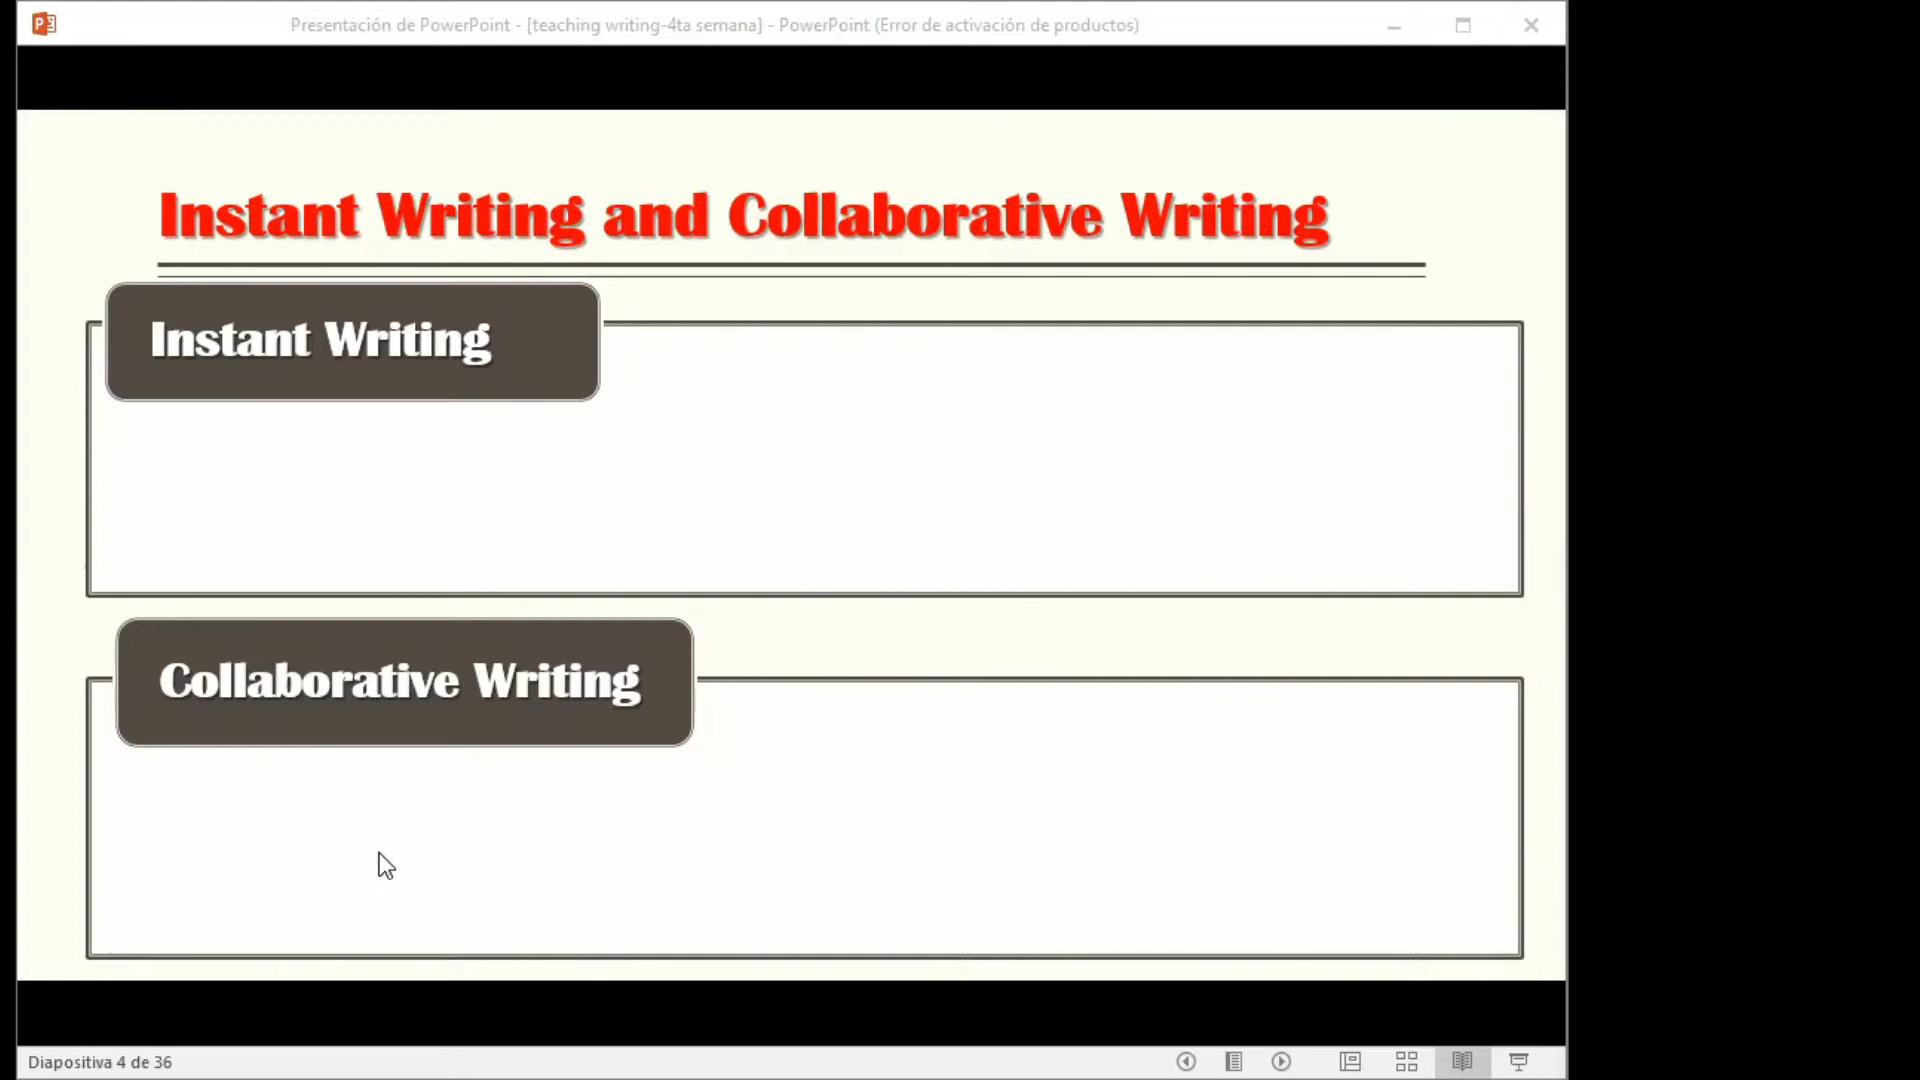 Presentación de PowerPoint - [teaching writing-4ta semana] - PowerPoint (Error de activación de productos)
Instant Writing and Collaborative Writing
Instant Writing
Collaborative Writing
Diapositiva 4 de 36